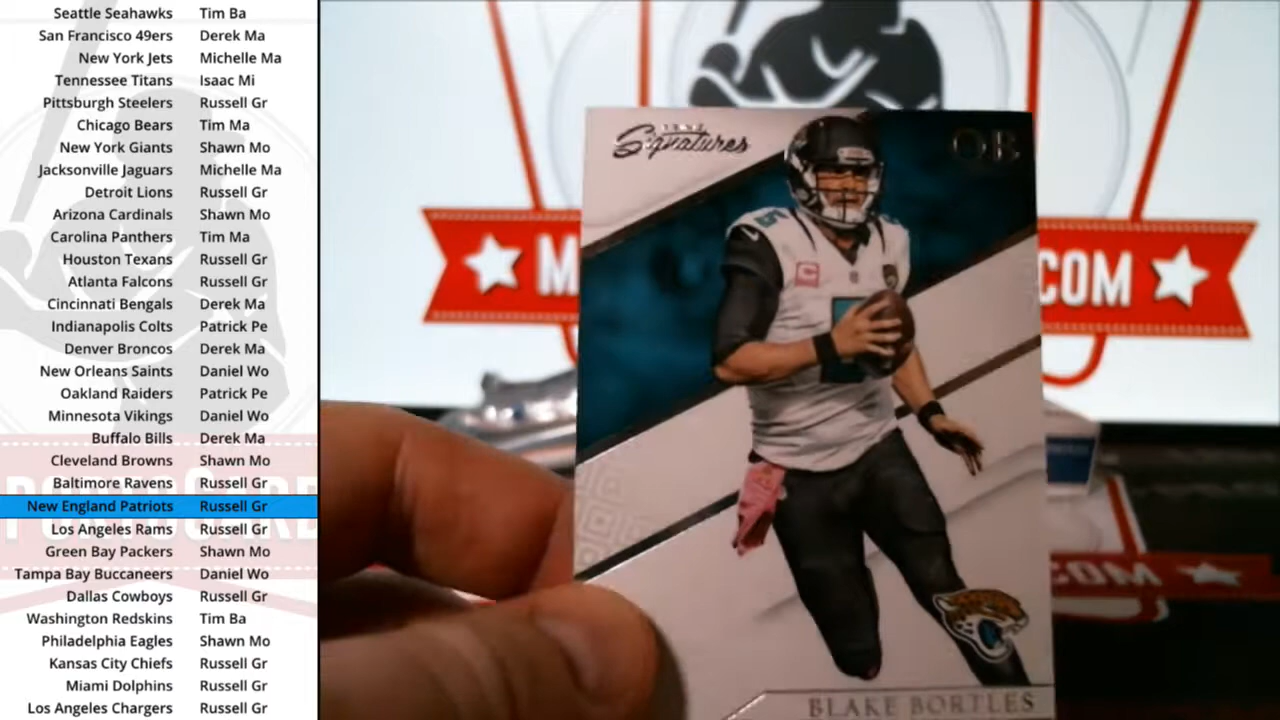 Seattle Seahawks Tim Ba
San Francisco 49ers Derek Ma
New York Jets Michelle Ma
Tennessee Titans Isaac Mi
Pittsburgh Steelers Russell Gr
Chicago Bears Tim Ma
New York Giants Shawn Mo
Jacksonville Jaguars Michelle Ma
Detroit Lions Russell Gr
Arizona Cardinals Shawn Mo
Carolina Panthers Tim Ma
Houston Texans Russell Gr
Atlanta Falcons Russell Gr
Cincinnati Bengals Derek Ma
Indianapolis Colts Patrick Pe
Denver Broncos Derek Ma
New Orleans Saints Daniel Wo
Oakland Raiders Patrick Pe
Minnesota Vikings Daniel Wo
Buffalo Bills Derek Ma
Cleveland Browns Shawn Mo
Baltimore Ravens Russell Gr
New England Patriots Russell Gr
Los Angeles Rams Russell Gr
Green Bay Packers Shawn Mo
Tampa Bay Buccaneers Daniel Wo
Dallas Cowboys Russell Gr
Washington Redskins Tim Ba
Philadelphia Eagles Shawn Mo
Kansas City Chiefs Russell Gr
Miami Dolphins Russell Gr
Los Angeles Chargers Russell Gr
Signatures
QB
C
M
.COM
.COM
BLAKE BORTLES